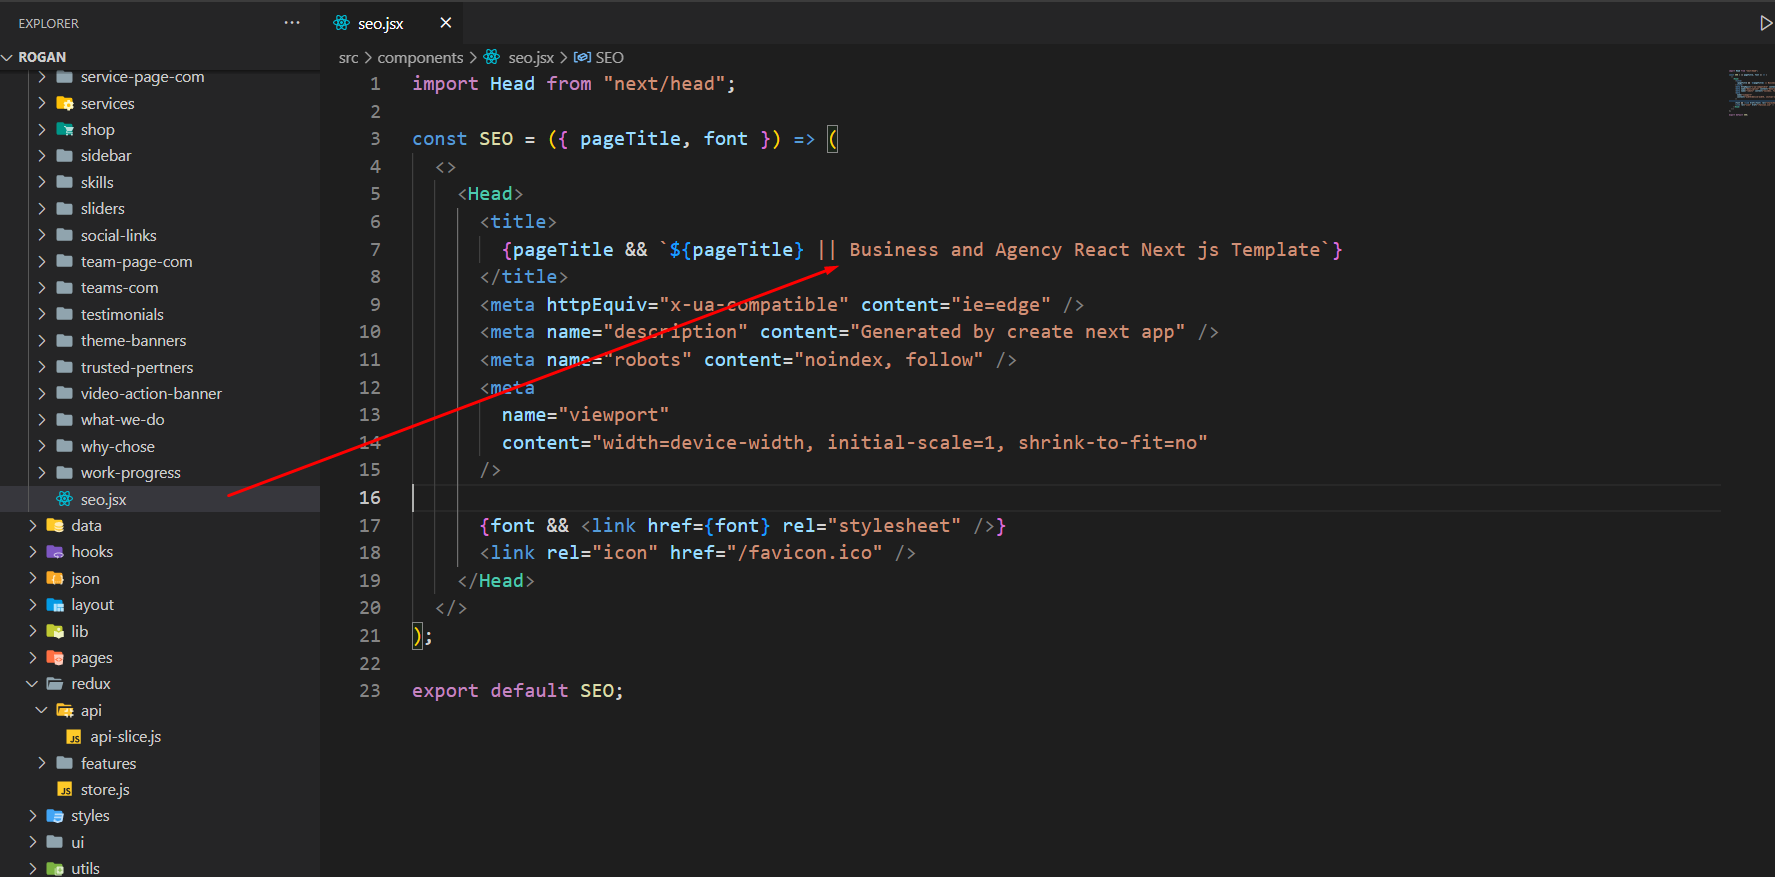 EXPLORER
ROGAN
service-page-com
services
shop
sidebar
skills
sliders
social-links
team-page-com
teams-com
testimonials
theme-banners
trusted-pertners
video-action-banner
what-we-do
why-chose
work-progress
seo.jsx
data
hooks
json
layout
lib
pages
redux
api
api-slice.js
features
store.js
styles
ui
utils
seo.jsx
src > components > seo.jsx > SEO
1 import Head from "next/head";
2
3 const SEO = ({ pageTitle, font }) => (
4 <>
5 <Head>
6 <title>
7 {pageTitle && `${pageTitle} || Business and Agency React Next js Template`}
8 </title>
9 <meta httpEquiv="x-ua-compatible" content="ie=edge" />
10 <meta name="description" content="Generated by create next app" />
11 <meta name="robots" content="noindex, follow" />
12 <meta
13 name="viewport"
14 content="width=device-width, initial-scale=1, shrink-to-fit=no"
15 />
16
17 {font && <link href={font} rel="stylesheet" />}
18 <link rel="icon" href="/favicon.ico" />
19 </Head>
20 </>
21 );
22
23 export default SEO;